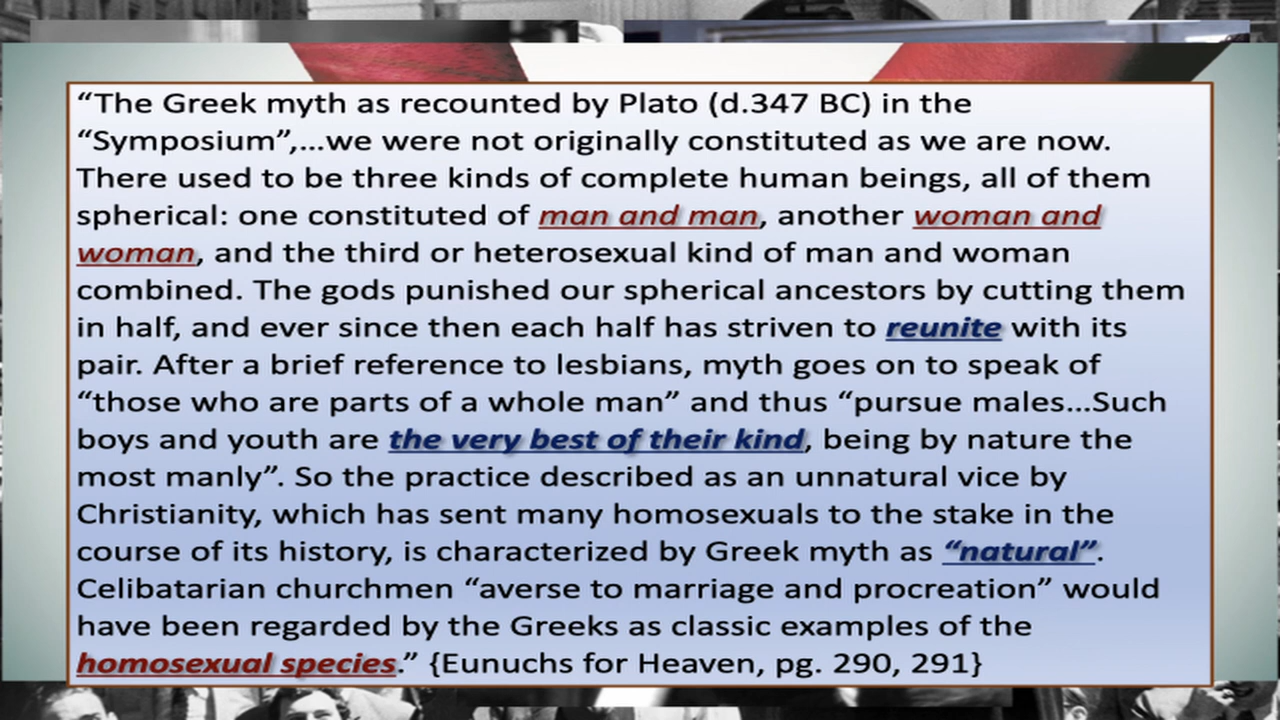 “The Greek myth as recounted by Plato (d.347 BC) in the
“Symposium”,...we were not originally constituted as we are now.
There used to be three kinds of complete human beings, all of them
spherical: one constituted of man and man, another woman and
woman, and the third or heterosexual kind of man and woman
combined. The gods punished our spherical ancestors by cutting them
in half, and ever since then each half has striven to reunite with its
pair. After a brief reference to lesbians, myth goes on to speak of
“those who are parts of a whole man” and thus “pursue males...Such
boys and youth are the very best of their kind, being by nature the
most manly”. So the practice described as an unnatural vice by
Christianity, which has sent many homosexuals to the stake in the
course of its history, is characterized by Greek myth as “natural”.
Celibatarian churchmen “averse to marriage and procreation” would
have been regarded by the Greeks as classic examples of the
homosexual species.” {Eunuchs for Heaven, pg. 290, 291}